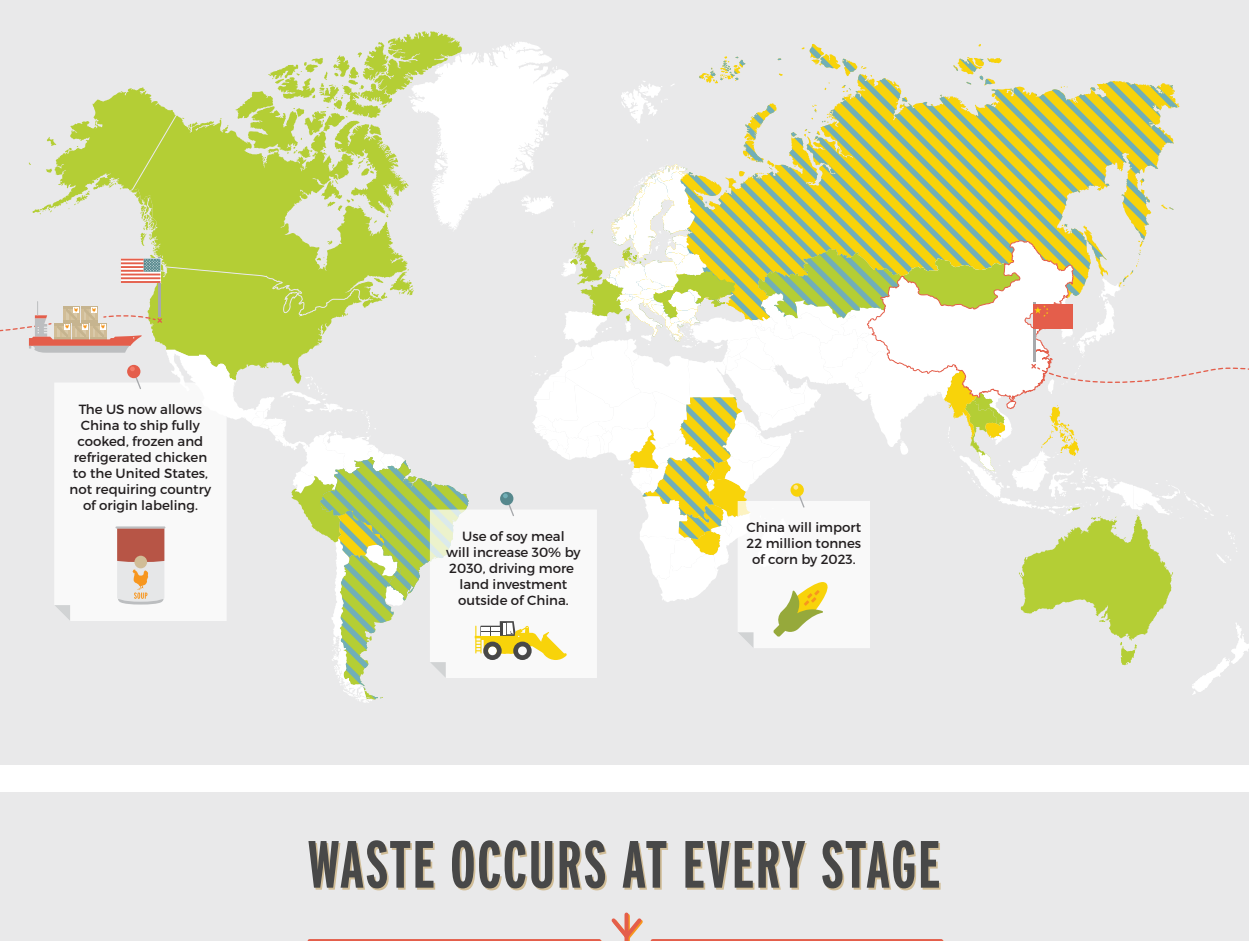 The US now allows
China to ship fully
cooked, frozen and
refrigerated chicken
to the United States,
not requiring country
of origin labeling.
SOUP
Use of soy meal
will increase 30% by
2030, driving more
land investment
outside of China.
China will import
22 million tonnes
of corn by 2023.
WASTE OCCURS AT EVERY STAGE